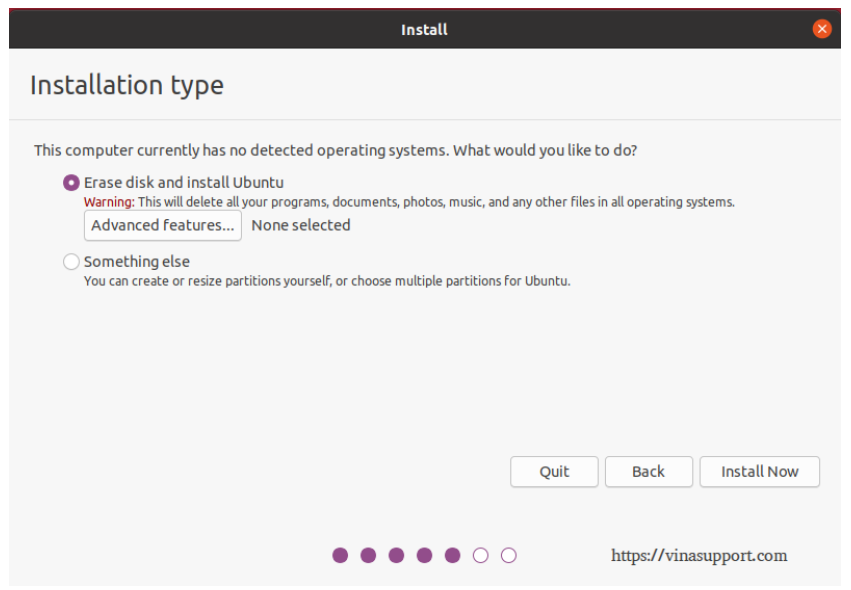 Install
Installation type
This computer currently has no detected operating systems. What would you like to do?
Erase disk and install Ubuntu
Warning: This will delete all your programs, documents, photos, music, and any other files in all operating systems.
Advanced features... None selected
Something else
You can create or resize partitions yourself, or choose multiple partitions for Ubuntu.
Quit Back Install Now
https://vinasupport.com